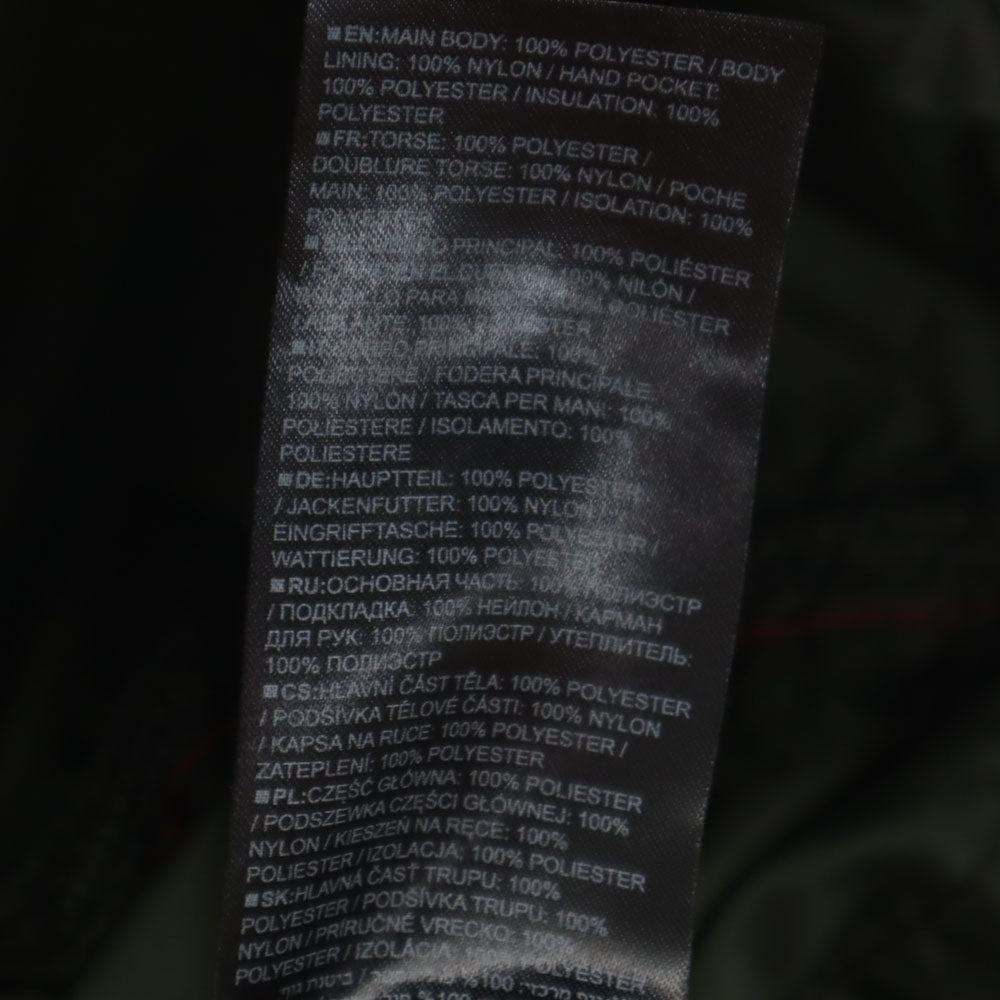 EN:MAIN BODY: 100% POLYESTER / BODY
LINING: 100% NYLON / HAND POCKET:
100% POLYESTER / INSULATION: 100%
POLYESTER
FR:TORSE: 100% POLYESTER /
DOUBLURE TORSE: 100% NYLON / POCHE
MAIN: 100% POLYESTER / ISOLATION: 100%
POLYESTER
PRINCIPAL: 100% POLIÉSTER
100% NILÓN /
PARA POLIÉSTER
100%
100%
POLIESTERE / FODERA PRINCIPALE
100% NYLON / TASCA PER MANI: 100%
POLIESTERE / ISOLAMENTO: 100%
POLIESTERE
DE:HAUPTTEIL: 100% POLYESTER
/ JACKENFUTTER: 100% NYLON
EINGRIFFTASCHE: 100% POLYESTER /
WATTIERUNG: 100% POLYESTER
RU:ОСНОВНАЯ ЧАСТЬ: 100% ПОЛИЭСТР
/ ПОДКЛАДКА: 100% НЕЙЛОН / КАРМАН
ДЛЯ РУК: 100% ПОЛИЭСТР / УТЕПЛИТЕЛЬ:
100% ПОЛИЭСТР
CS:HLAVNÍ ČÁST TĚLA: 100% POLYESTER
/ PODŠÍVKA TĚLOVÉ ČÁSTI: 100% NYLON
/ KAPSA NA RUCE: 100% POLYESTER /
ZATEPLENÍ: 100% POLYESTER
PL:CZEŚĆ GŁÓWNA: 100% POLIESTER
/ PODSZEWKA CZĘŚCI GŁÓWNEJ: 100%
NYLON / KIESZEŃ NA RĘCE: 100%
POLIESTER / IZOLACJA: 100% POLIESTER
SK:HLAVNÁ ČASŤ TRUPU: 100%
POLYESTER / PODŠÍVKA TRUPU: 100%
NYLON / PRÍRUČNÉ VRECKO: 100%
POLYESTER / IZOLÁCIA: 100%